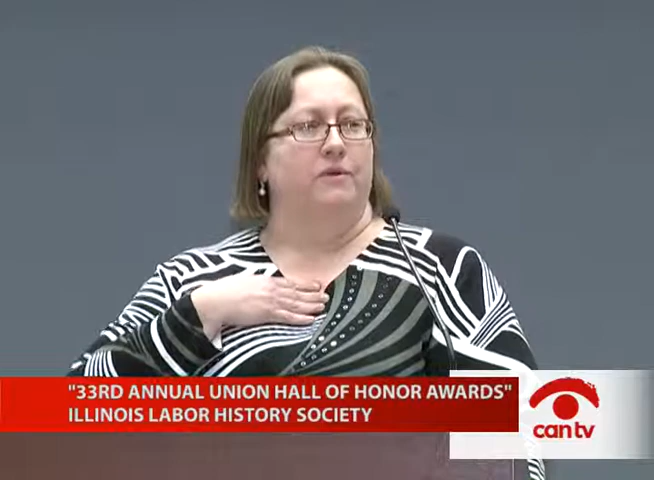 "33RD ANNUAL UNION HALL OF HONOR AWARDS"
ILLINOIS LABOR HISTORY SOCIETY
can tv